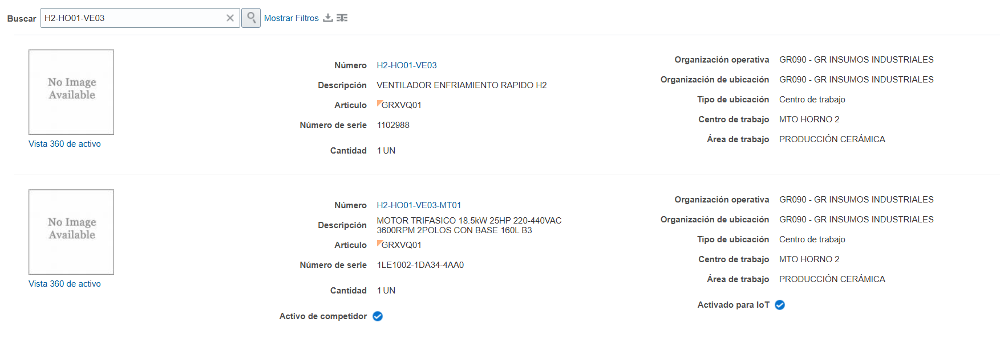 Buscar H2-HO01-VE03 Mostrar Filtros
No Image
Available
Vista 360 de activo
Número H2-HO01-VE03
Descripción VENTILADOR ENFRIAMIENTO RAPIDO H2
Artículo GRXVQ01
Número de serie 1102988
Cantidad 1 UN
Organización operativa GR090 - GR INSUMOS INDUSTRIALES
Organización de ubicación GR090 - GR INSUMOS INDUSTRIALES
Tipo de ubicación Centro de trabajo
Centro de trabajo MTO HORNO 2
Área de trabajo PRODUCCIÓN CERÁMICA
No Image
Available
Vista 360 de activo
Número H2-HO01-VE03-MT01
Descripción MOTOR TRIFASICO 18.5kW 25HP 220-440VAC
3600RPM 2POLOS CON BASE 160L B3
Artículo GRXVQ01
Número de serie 1LE1002-1DA34-4AA0
Cantidad 1 UN
Activo de competidor
Organización operativa GR090 - GR INSUMOS INDUSTRIALES
Organización de ubicación GR090 - GR INSUMOS INDUSTRIALES
Tipo de ubicación Centro de trabajo
Centro de trabajo MTO HORNO 2
Área de trabajo PRODUCCIÓN CERÁMICA
Activado para IoT